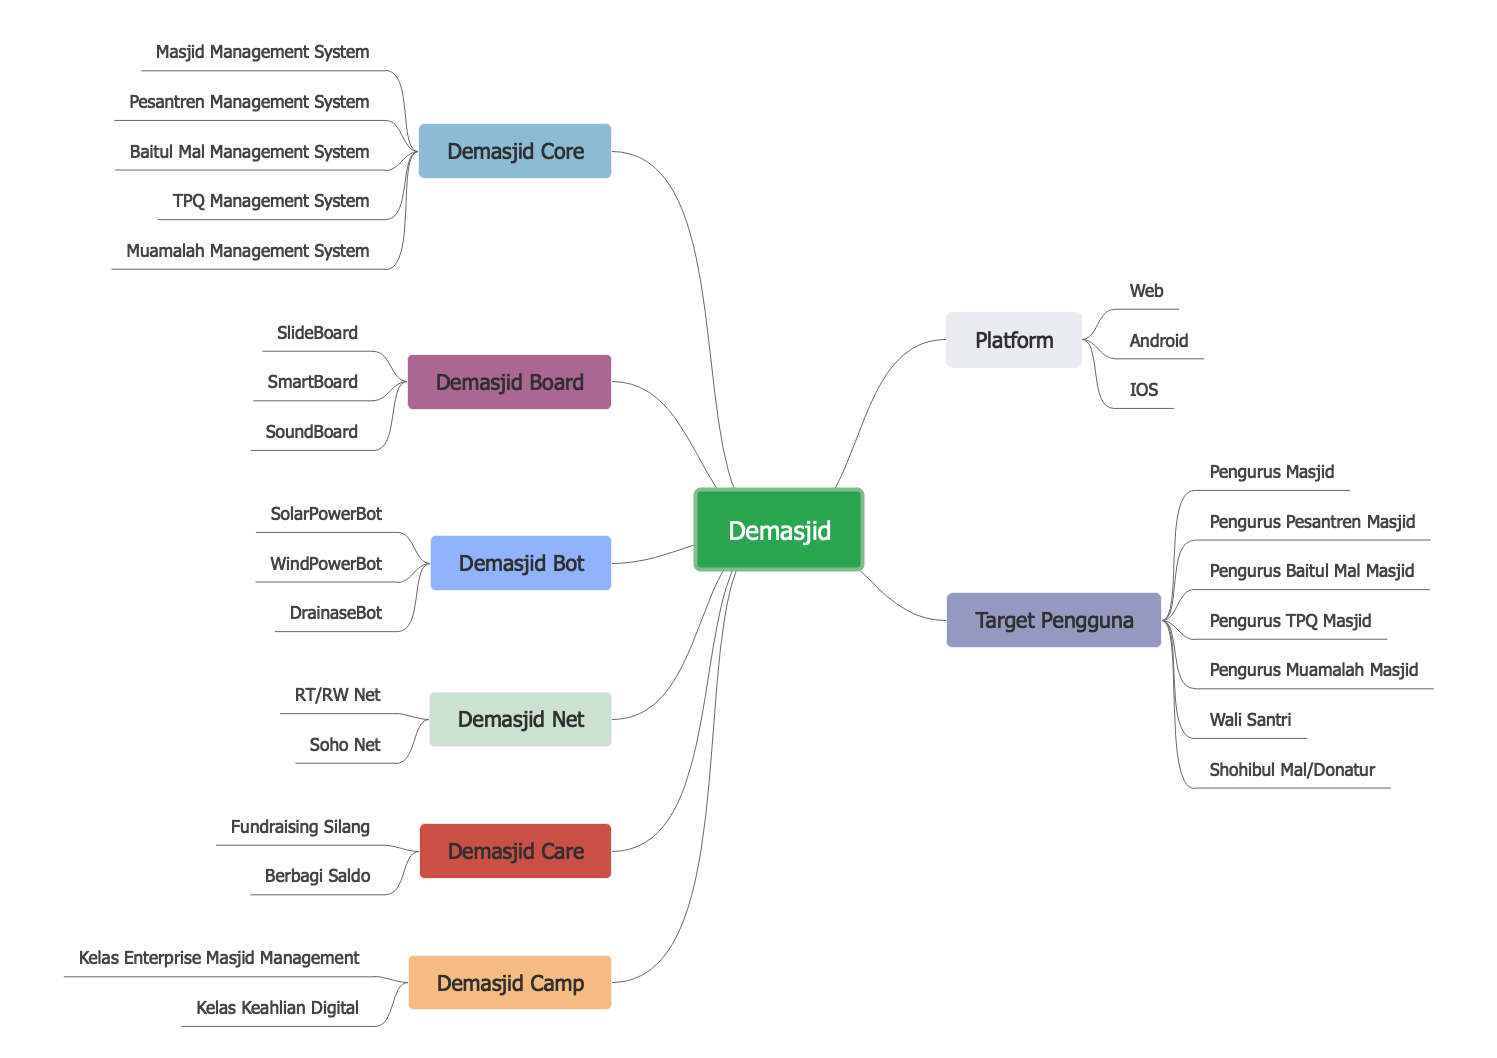 Masjid Management System
Pesantren Management System
Baitul Mal Management System
TPQ Management System
Muamalah Management System
Demasjid Core
SlideBoard
SmartBoard
SoundBoard
Demasjid Board
SolarPowerBot
WindPowerBot
DrainaseBot
Demasjid Bot
RT/RW Net
Soho Net
Demasjid Net
Fundraising Silang
Berbagi Saldo
Demasjid Care
Kelas Enterprise Masjid Management
Kelas Keahlian Digital
Demasjid Camp
Demasjid
Platform
Web
Android
IOS
Target Pengguna
Pengurus Masjid
Pengurus Pesantren Masjid
Pengurus Baitul Mal Masjid
Pengurus TPQ Masjid
Pengurus Muamalah Masjid
Wali Santri
Shohibul Mal/Donatur